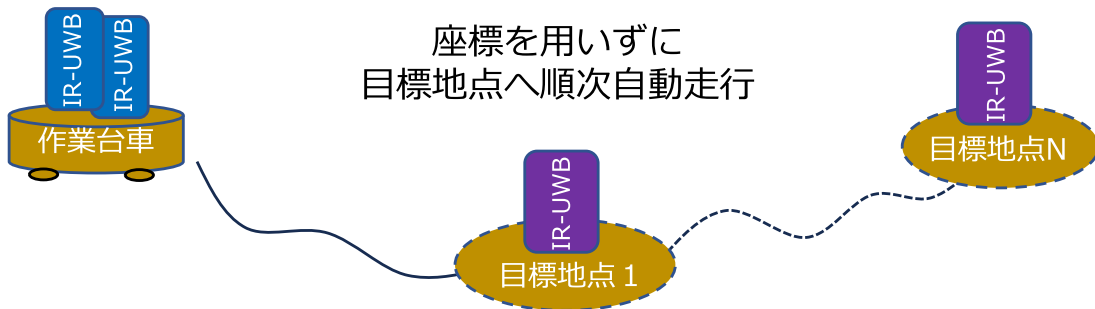 座標を用いずに
目標地点へ順次自動走行
IR-UWB
IR-UWB
作業台車
IR-UWB
目標地点１
IR-UWB
目標地点N